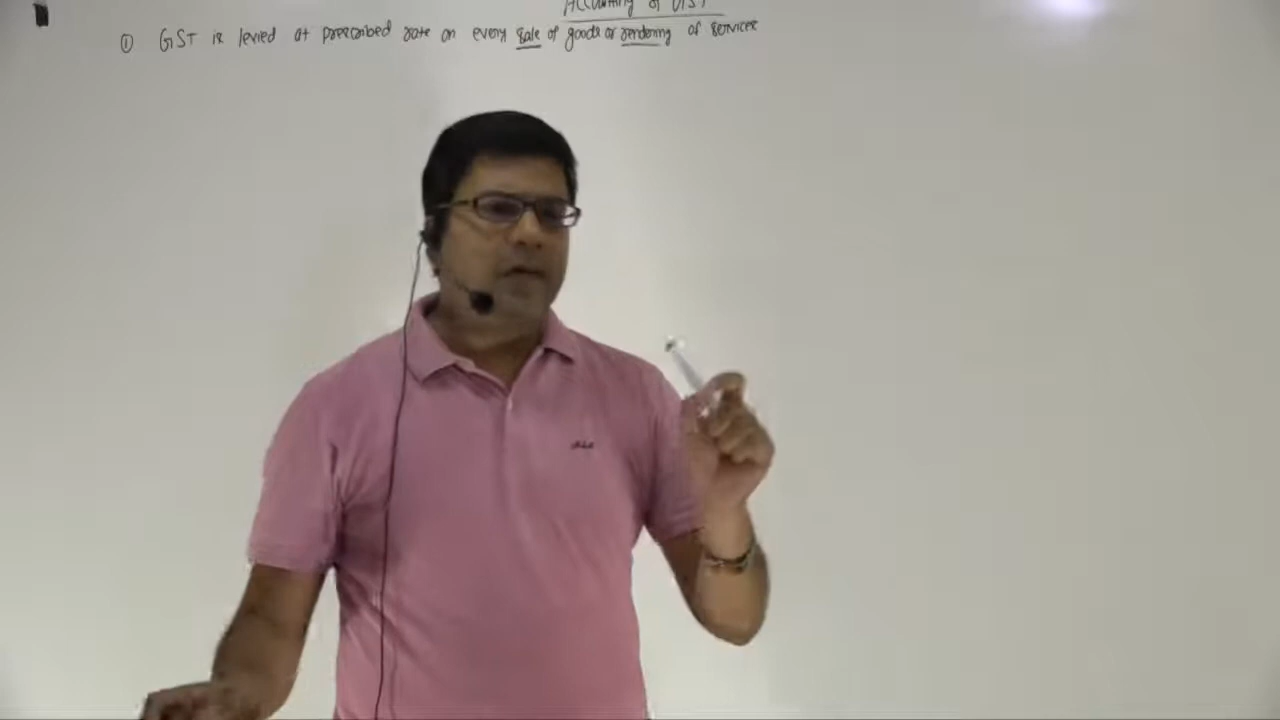 Accounting of GST
① GST is levied at prescribed rate on every sale of goods or rendering of services